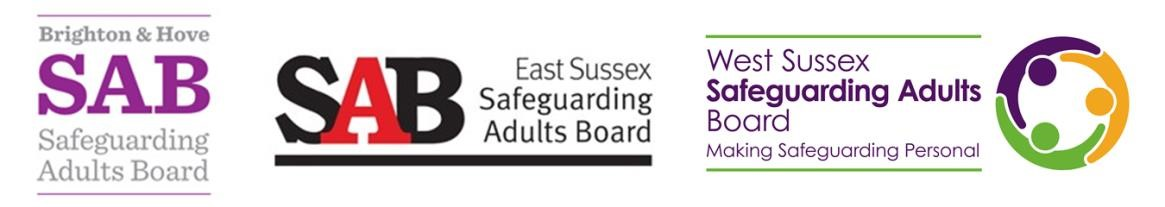 Brighton & Hove
SAB
Safeguarding
Adults Board
SAB
East Sussex
Safeguarding
Adults Board
West Sussex
Safeguarding Adults
Board
Making Safeguarding Personal